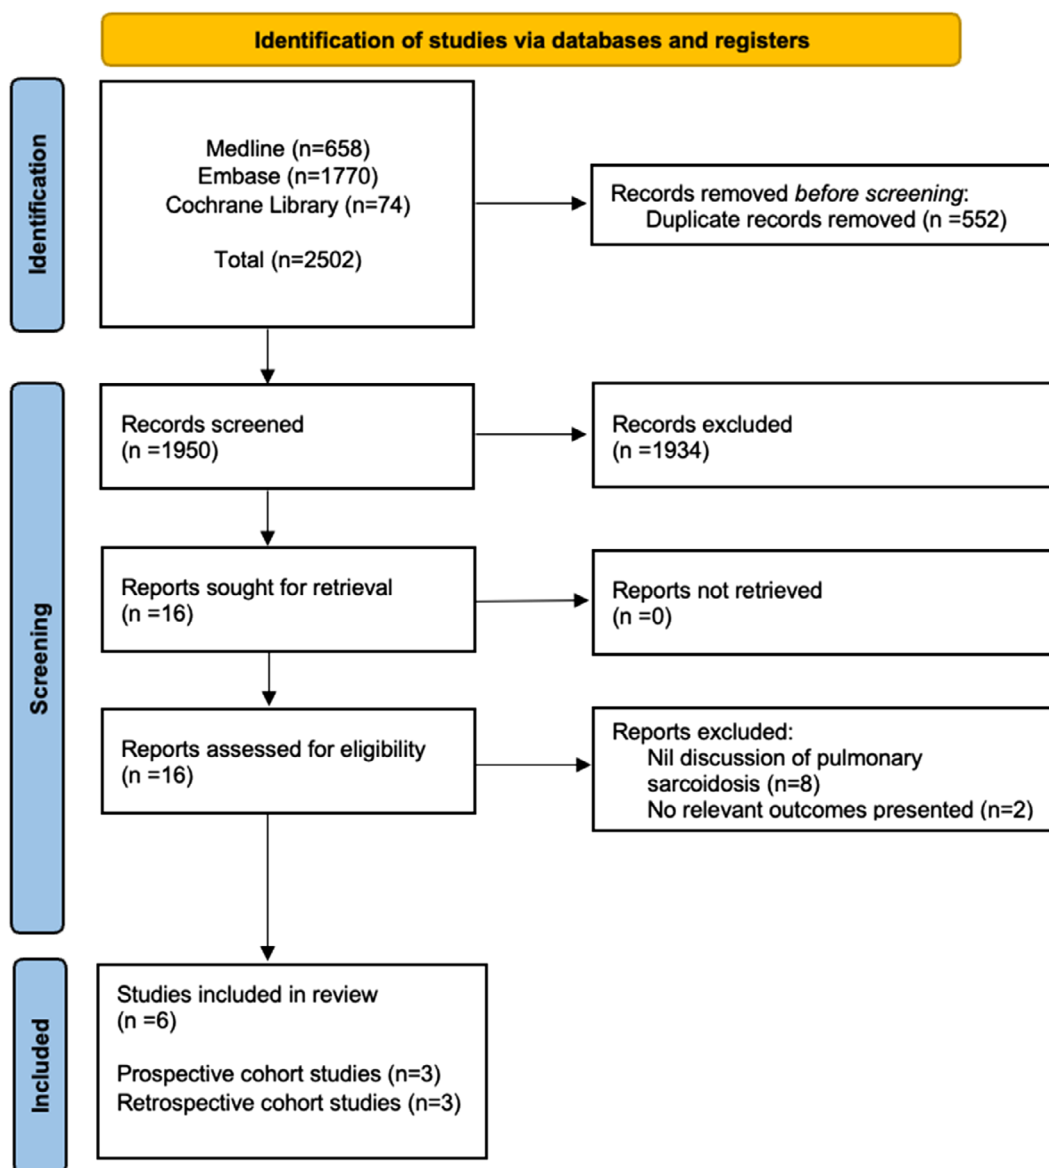 Identification of studies via databases and registers
Identification
Medline (n=658)
Embase (n=1770)
Cochrane Library (n=74)
Total (n=2502)
Records removed before screening:
Duplicate records removed (n =552)
Screening
Records screened
(n =1950)
Records excluded
(n =1934)
Reports sought for retrieval
(n =16)
Reports not retrieved
(n =0)
Reports assessed for eligibility
(n =16)
Reports excluded:
Nil discussion of pulmonary
sarcoidosis (n=8)
No relevant outcomes presented (n=2)
Included
Studies included in review
(n =6)
Prospective cohort studies (n=3)
Retrospective cohort studies (n=3)